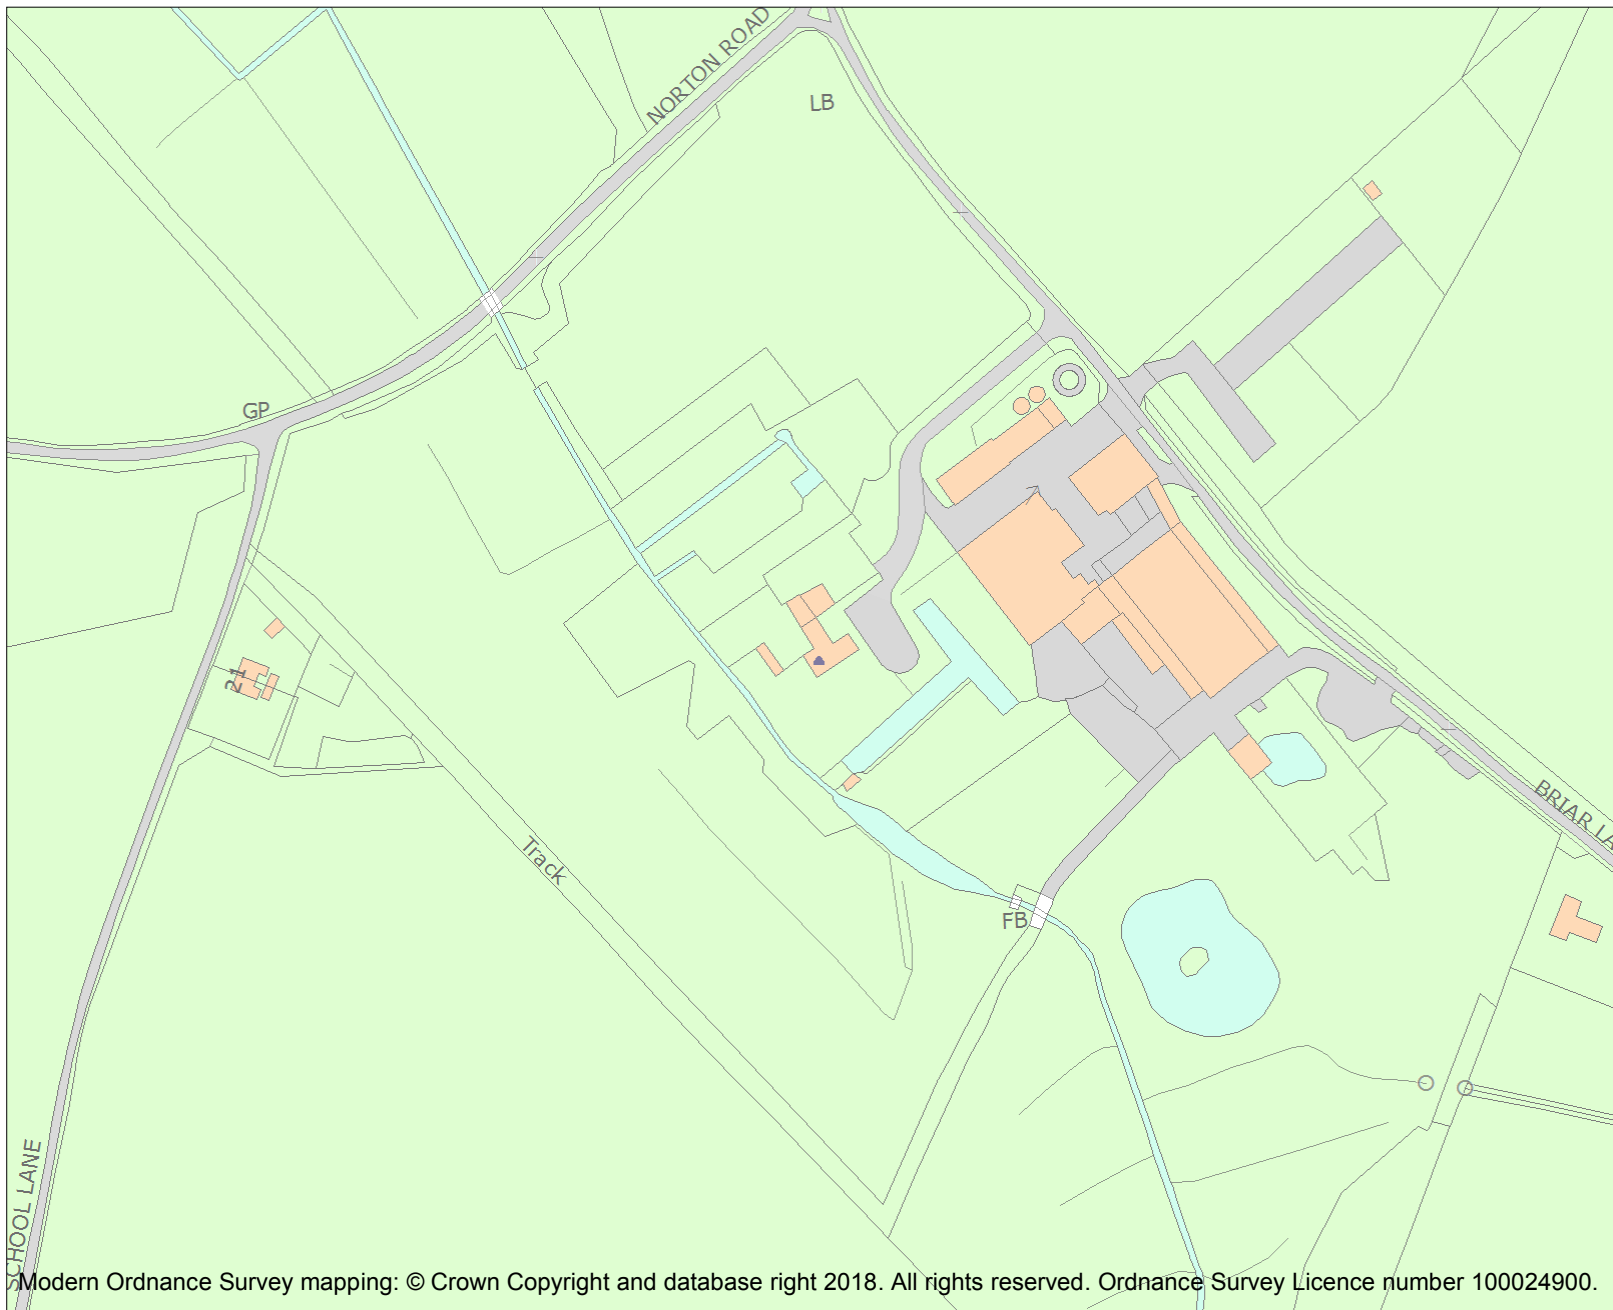 NORTON ROAD
LB
GP
21
Track
BRIAR LA
FB
SCHOOL LANE
Modern Ordnance Survey mapping: © Crown Copyright and database right 2018. All rights reserved. Ordnance Survey Licence number 100024900.